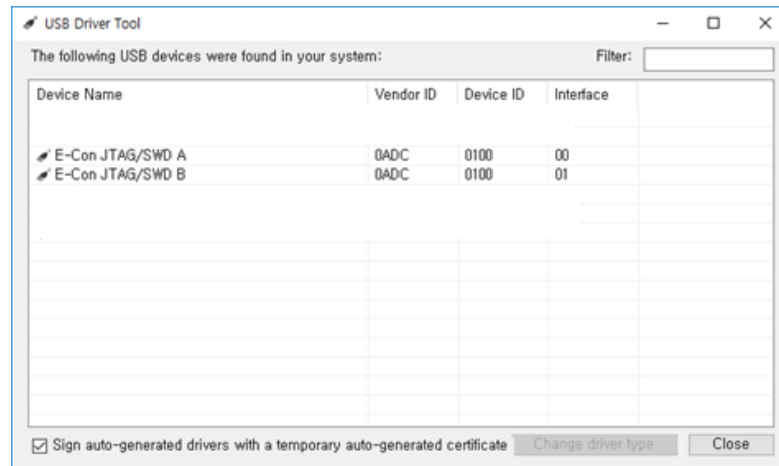 USB Driver Tool
The following USB devices were found in your system: Filter:
Device Name Vendor ID Device ID Interface
E-Con JTAG/SWD A 0ADC 0100 00
E-Con JTAG/SWD B 0ADC 0100 01
Sign auto-generated drivers with a temporary auto-generated certificate Change driver type Close